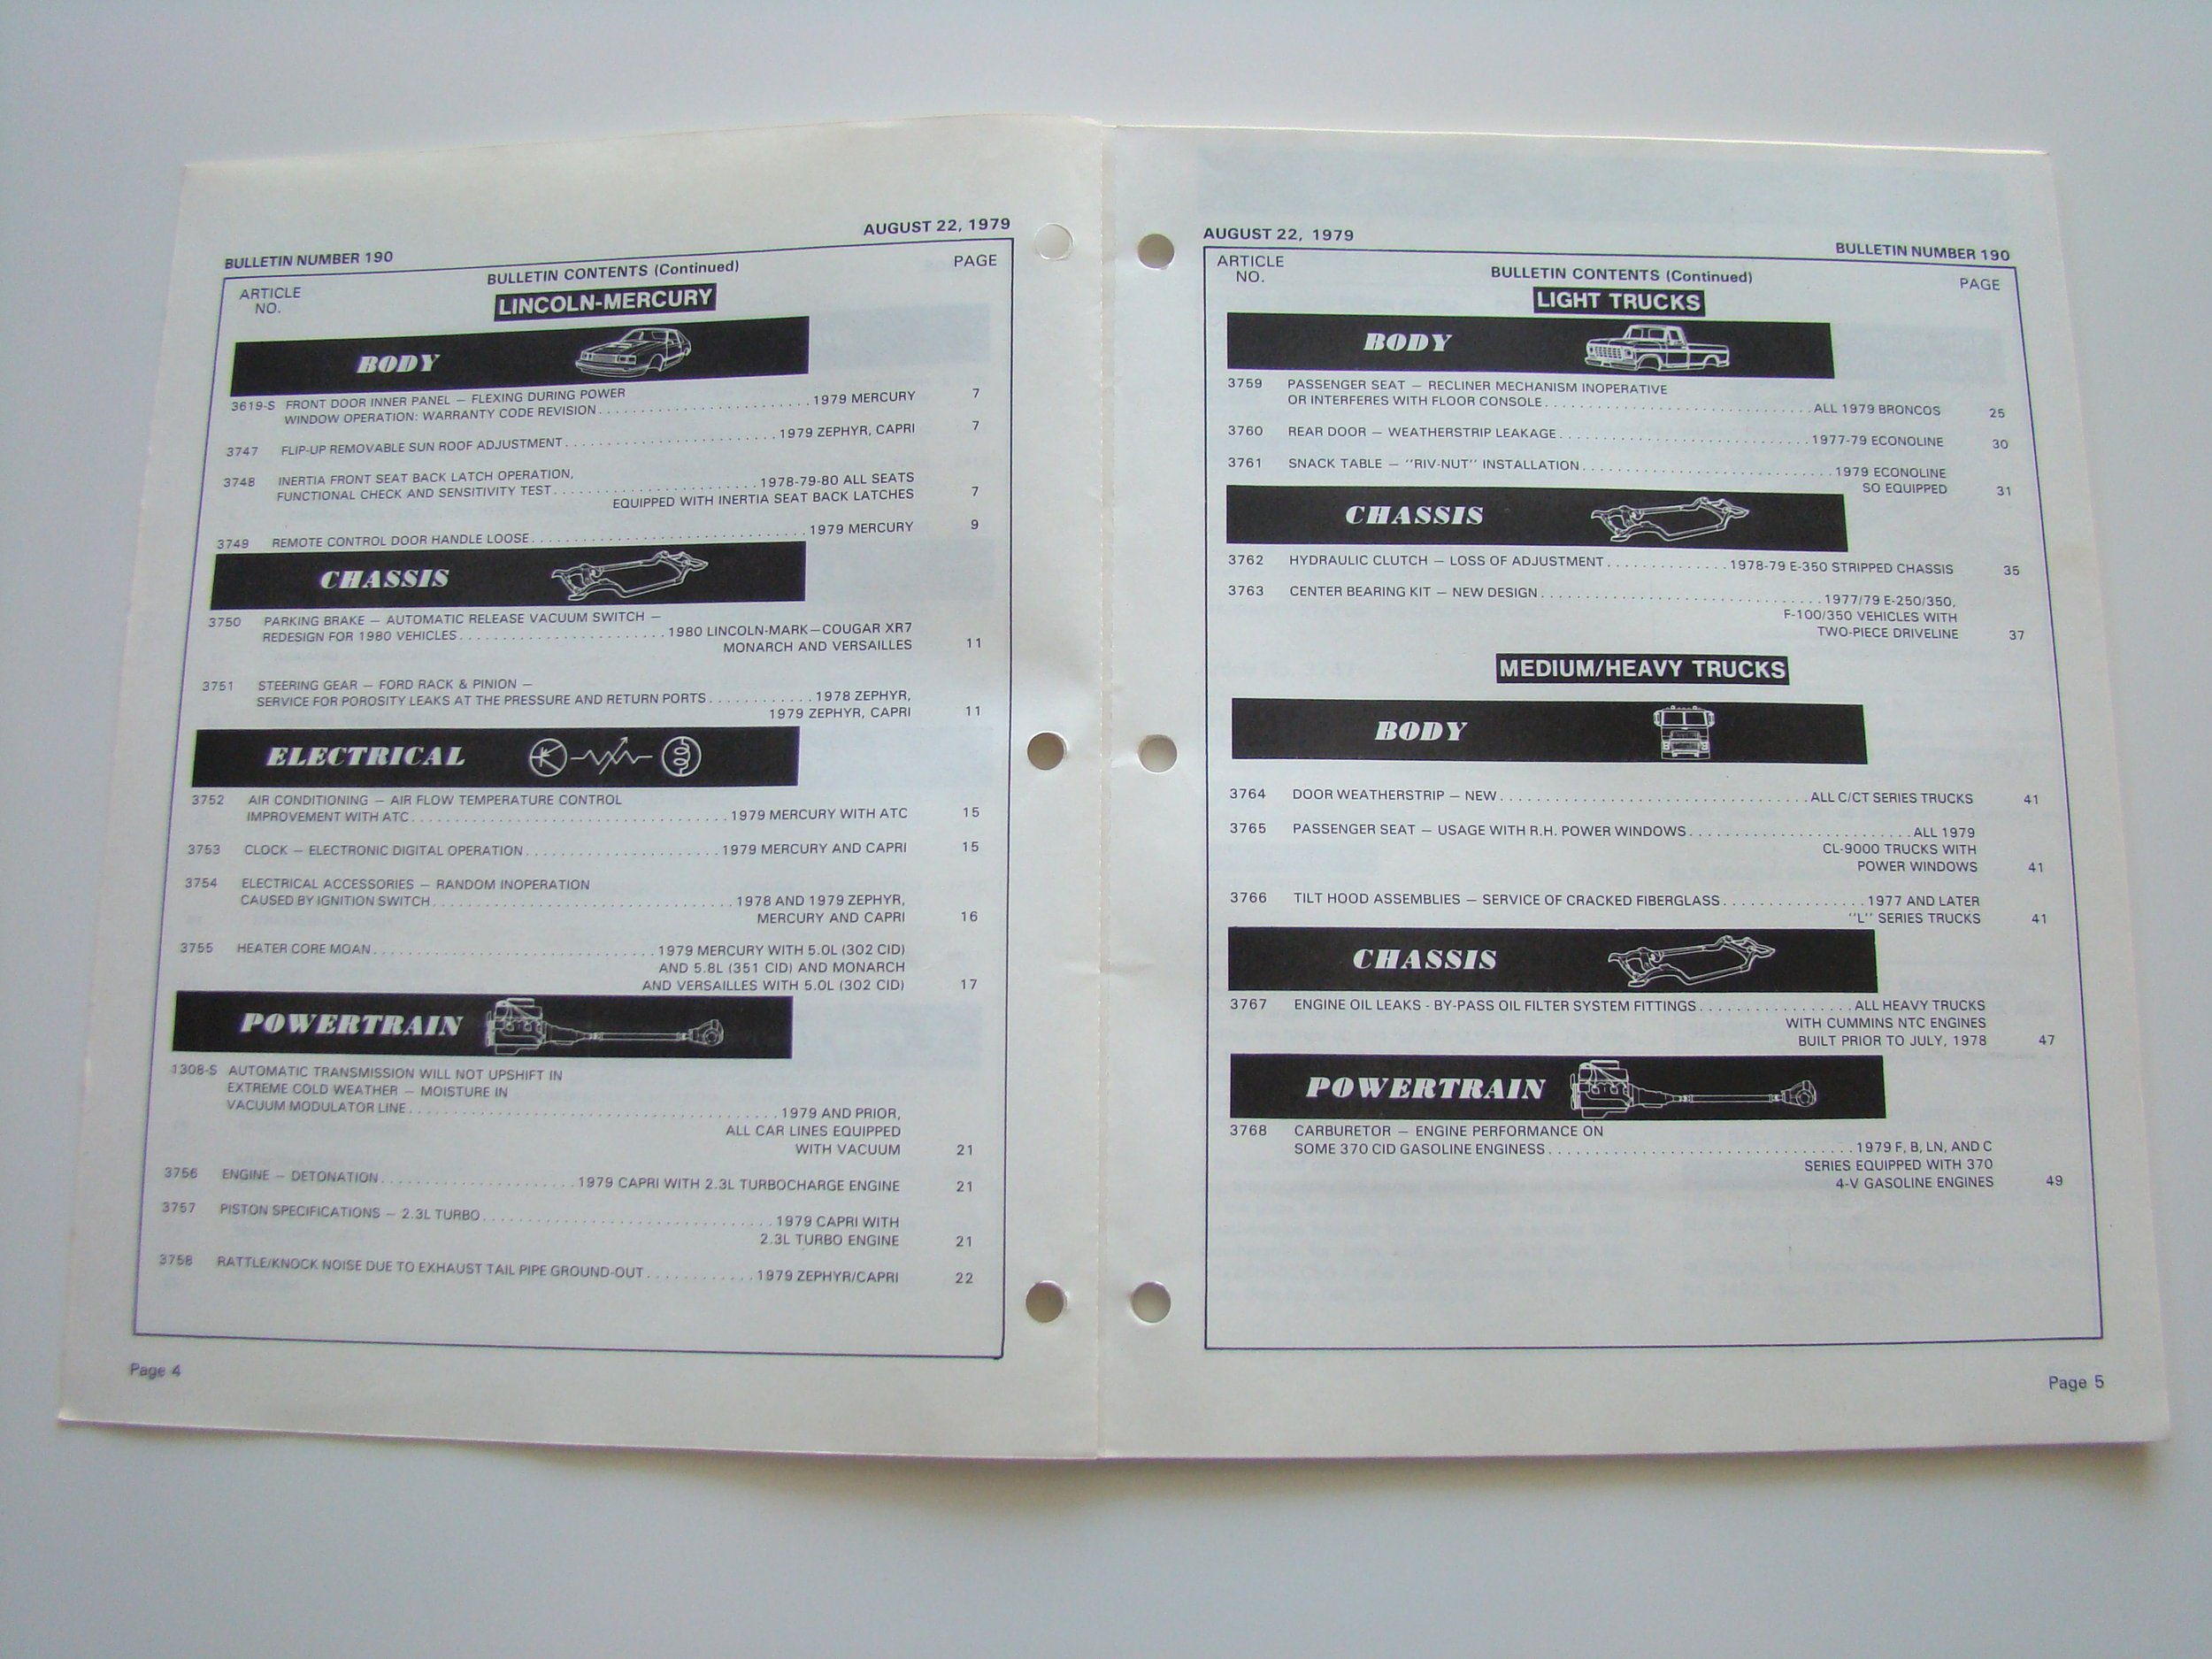 BULLETIN NUMBER 190
AUGUST 22, 1979
BULLETIN CONTENTS (Continued)
PAGE
ARTICLE
NO.
LINCOLN-MERCURY
BODY
3619-S FRONT DOOR INNER PANEL — FLEXING DURING POWER
WINDOW OPERATION: WARRANTY CODE REVISION . . . . . . . . . . 1979 MERCURY 7
3747 FLIP-UP REMOVABLE SUN ROOF ADJUSTMENT . . . . . . . . . . 1979 ZEPHYR, CAPRI 7
3748 INERTIA FRONT SEAT BACK LATCH OPERATION,
FUNCTIONAL CHECK AND SENSITIVITY TEST . . . . . . . . . . 1978-79-80 ALL SEATS
EQUIPPED WITH INERTIA SEAT BACK LATCHES 7
3749 REMOTE CONTROL DOOR HANDLE LOOSE . . . . . . . . . . 1979 MERCURY 9
CHASSIS
3750 PARKING BRAKE — AUTOMATIC RELEASE VACUUM SWITCH —
REDESIGN FOR 1980 VEHICLES . . . . . . . . . . 1980 LINCOLN-MARK—COUGAR XR7
MONARCH AND VERSAILLES 11
3751 STEERING GEAR — FORD RACK & PINION —
SERVICE FOR POROSITY LEAKS AT THE PRESSURE AND RETURN PORTS . . . . . . . . . . 1978 ZEPHYR,
1979 ZEPHYR, CAPRI 11
ELECTRICAL
3752 AIR CONDITIONING — AIR FLOW TEMPERATURE CONTROL
IMPROVEMENT WITH ATC . . . . . . . . . . 1979 MERCURY WITH ATC 15
3753 CLOCK — ELECTRONIC DIGITAL OPERATION . . . . . . . . . . 1979 MERCURY AND CAPRI 15
3754 ELECTRICAL ACCESSORIES — RANDOM INOPERATION
CAUSED BY IGNITION SWITCH . . . . . . . . . . 1978 AND 1979 ZEPHYR,
MERCURY AND CAPRI 16
3755 HEATER CORE MOAN . . . . . . . . . . 1979 MERCURY WITH 5.0L (302 CID)
AND 5.8L (351 CID) AND MONARCH
AND VERSAILLES WITH 5.0L (302 CID) 17
POWERTRAIN
1308-S AUTOMATIC TRANSMISSION WILL NOT UPSHIFT IN
EXTREME COLD WEATHER — MOISTURE IN
VACUUM MODULATOR LINE . . . . . . . . . . 1979 AND PRIOR,
ALL CAR LINES EQUIPPED
WITH VACUUM 21
3756 ENGINE — DETONATION . . . . . . . . . . 1979 CAPRI WITH 2.3L TURBOCHARGE ENGINE 21
3757 PISTON SPECIFICATIONS — 2.3L TURBO . . . . . . . . . . 1979 CAPRI WITH
2.3L TURBO ENGINE 21
3758 RATTLE/KNOCK NOISE DUE TO EXHAUST TAIL PIPE GROUND-OUT . . . . . . . . . . 1979 ZEPHYR/CAPRI 22
Page 4
AUGUST 22, 1979
BULLETIN NUMBER 190
ARTICLE
NO.
BULLETIN CONTENTS (Continued)
PAGE
LIGHT TRUCKS
BODY
3759 PASSENGER SEAT — RECLINER MECHANISM INOPERATIVE
OR INTERFERES WITH FLOOR CONSOLE . . . . . . . . . . ALL 1979 BRONCOS 25
3760 REAR DOOR — WEATHERSTRIP LEAKAGE . . . . . . . . . . 1977-79 ECONOLINE 30
3761 SNACK TABLE — "RIV-NUT" INSTALLATION . . . . . . . . . . 1979 ECONOLINE
SO EQUIPPED 31
CHASSIS
3762 HYDRAULIC CLUTCH — LOSS OF ADJUSTMENT . . . . . . . . . . 1978-79 E-350 STRIPPED CHASSIS 35
3763 CENTER BEARING KIT — NEW DESIGN . . . . . . . . . . 1977/79 E-250/350,
F-100/350 VEHICLES WITH
TWO-PIECE DRIVELINE 37
MEDIUM/HEAVY TRUCKS
BODY
3764 DOOR WEATHERSTRIP — NEW . . . . . . . . . . ALL C/CT SERIES TRUCKS 41
3765 PASSENGER SEAT — USAGE WITH R.H. POWER WINDOWS . . . . . . . . . . ALL 1979
CL-9000 TRUCKS WITH
POWER WINDOWS 41
3766 TILT HOOD ASSEMBLIES — SERVICE OF CRACKED FIBERGLASS . . . . . . . . . . 1977 AND LATER
"L" SERIES TRUCKS 41
CHASSIS
3767 ENGINE OIL LEAKS - BY-PASS OIL FILTER SYSTEM FITTINGS . . . . . . . . . . ALL HEAVY TRUCKS
WITH CUMMINS NTC ENGINES
BUILT PRIOR TO JULY, 1978 47
POWERTRAIN
3768 CARBURETOR — ENGINE PERFORMANCE ON
SOME 370 CID GASOLINE ENGINESS . . . . . . . . . . 1979 F, B, LN, AND C
SERIES EQUIPPED WITH 370
4-V GASOLINE ENGINES 49
Page 5